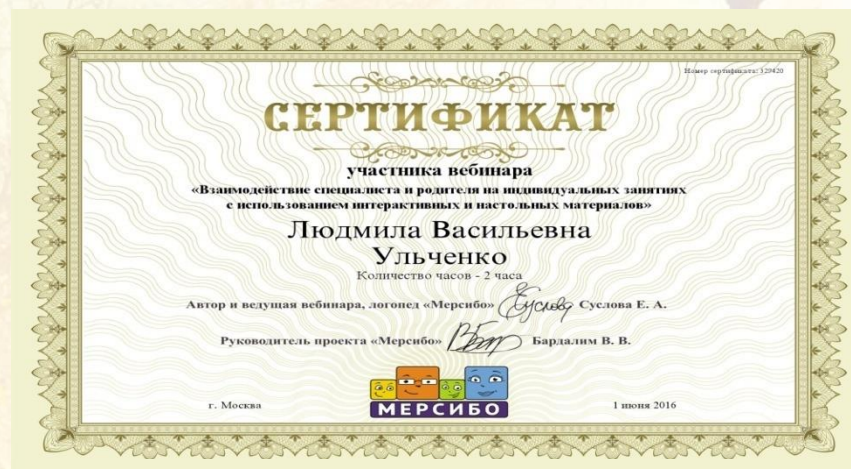 Номер сертификата: 329420
СЕРТИФИКАТ
участника вебинара
«Взаимодействие специалиста и родителя на индивидуальных занятиях
с использованием интерактивных и настольных материалов»
Людмила Васильевна
Ульченко
Количество часов - 2 часа
Автор и ведущая вебинара, логопед «Мерсибо» Суслова Е. А.
Руководитель проекта «Мерсибо» Бардалим В. В.
МЕРСИБО
г. Москва 1 июня 2016